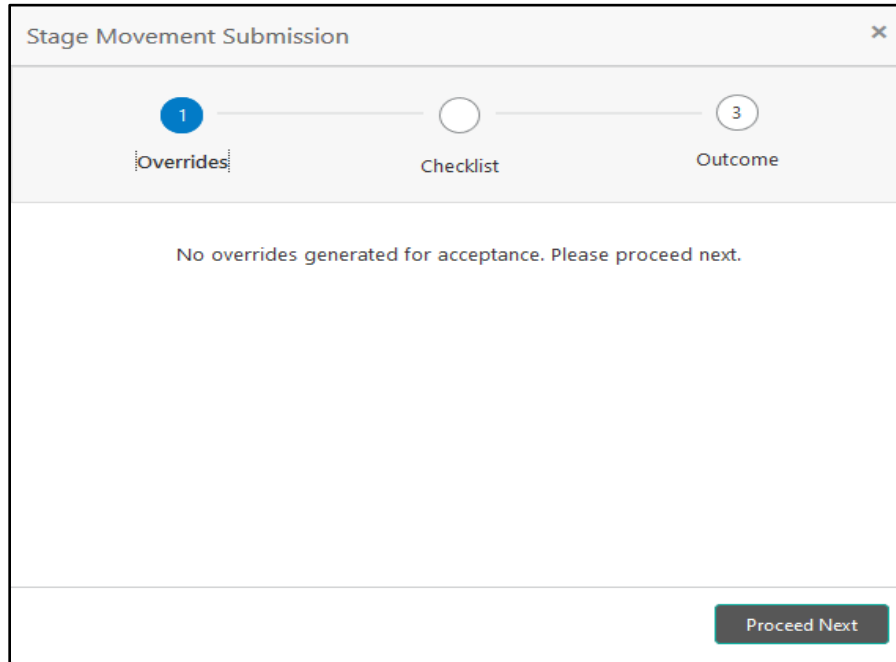 Stage Movement Submission
×
1
3
Overrides
Checklist
Outcome
No overrides generated for acceptance. Please proceed next.
Proceed Next